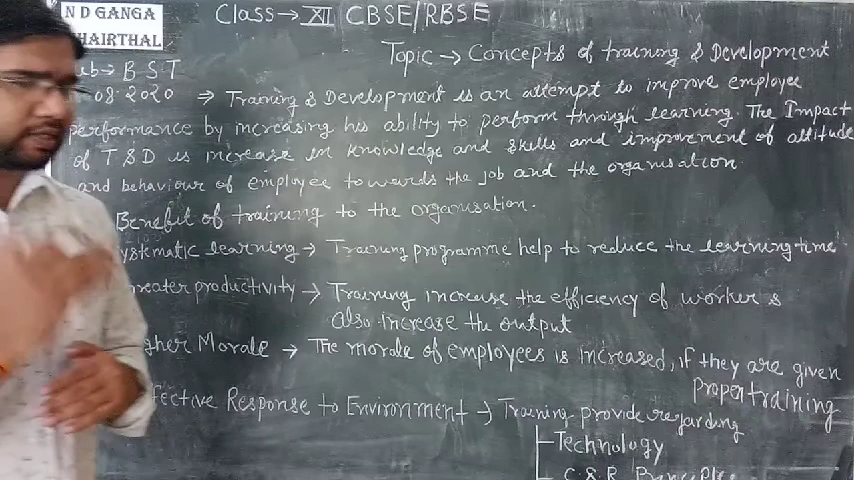 N D GANGA
HAIRTHAL
Class → XII CBSE/RBSE
Topic → Concepts of training & Development
B S T
08.2020
⇒ Training & Development is an attempt to improve employee
performance by increasing his ability to perform through learning. The Impact
of T & D is increase in knowledge and skills and improvement of attitude
and behaviour of employee towards the job and the organisation
Benefit of training to the organisation.
ystematic learning → Training programme help to reduce the learning time
reater productivity → Training increase the efficiency of worker &
also increase the output
gher Morale → The morale of employees is increased, if they are given
Proper training
fective Response to Environment → Training provide regarding
Technology